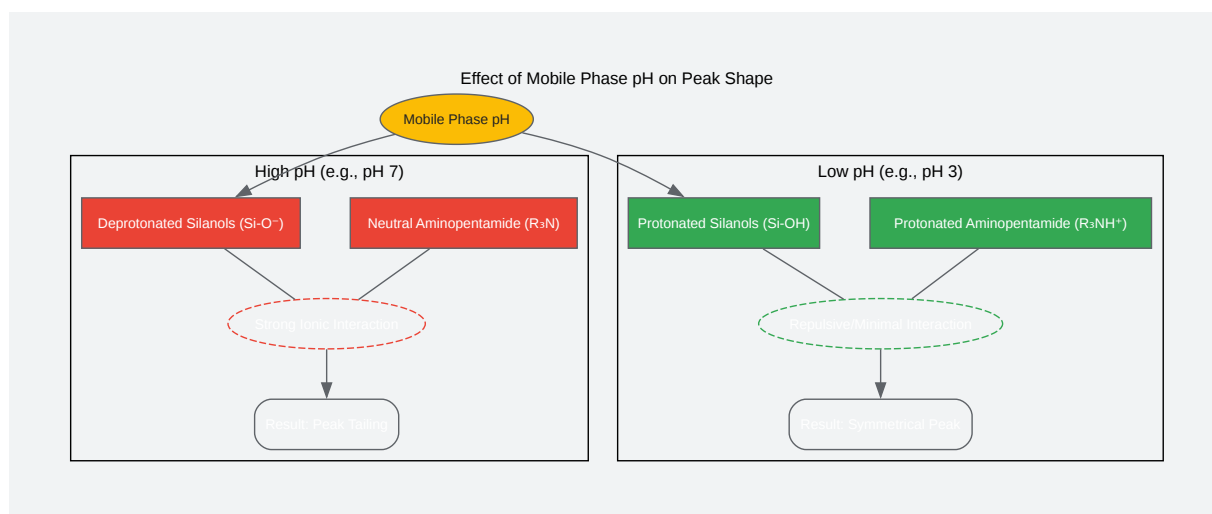 Effect of Mobile Phase pH on Peak Shape
Mobile Phase pH
High pH (e.g., pH 7)
Deprotonated Silanols (Si-O⁻)
Neutral Aminopentamide (R₃N)
Strong Ionic Interaction
Result: Peak Tailing
Low pH (e.g., pH 3)
Protonated Silanols (Si-OH)
Protonated Aminopentamide (R₃NH⁺)
Repulsive/Minimal Interaction
Result: Symmetrical Peak